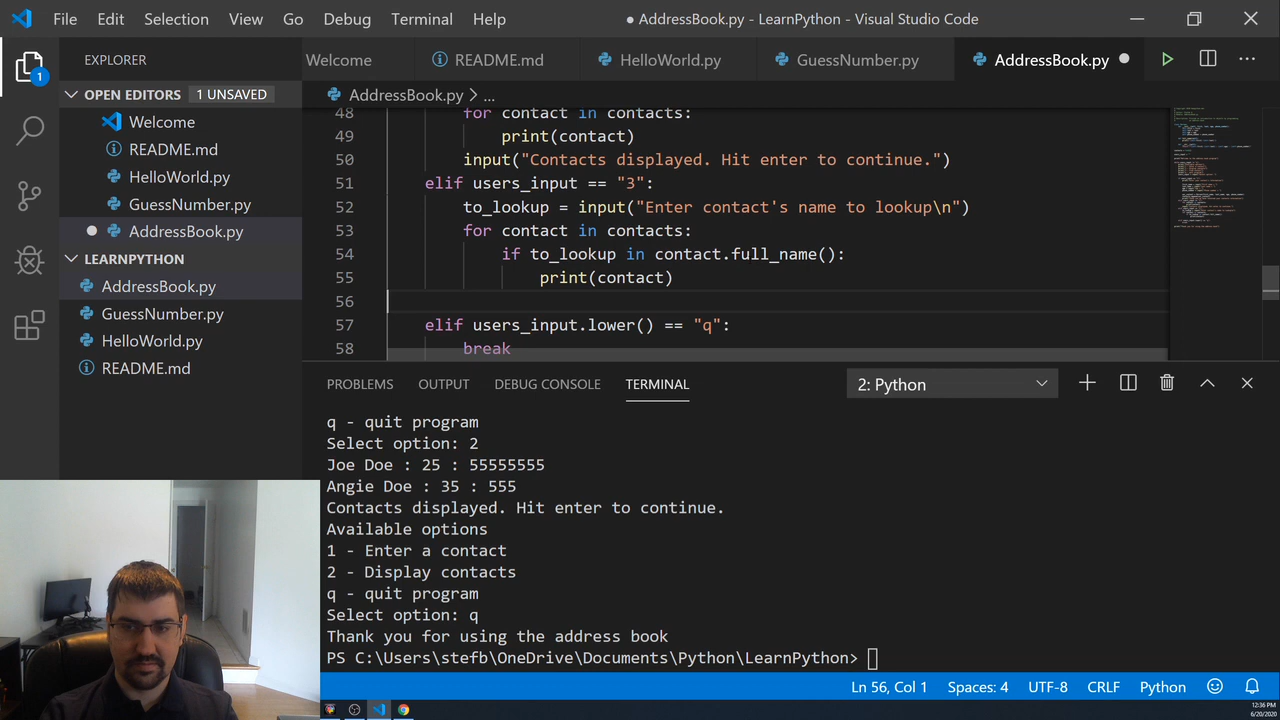 File Edit Selection View Go Debug Terminal Help ● AddressBook.py - LearnPython - Visual Studio Code
EXPLORER
Welcome README.md HelloWorld.py GuessNumber.py AddressBook.py
OPEN EDITORS 1 UNSAVED
Welcome
README.md
HelloWorld.py
GuessNumber.py
AddressBook.py
LEARNPYTHON
AddressBook.py
GuessNumber.py
HelloWorld.py
README.md
1
AddressBook.py > ...
48 for contact in contacts:
49 print(contact)
50 input("Contacts displayed. Hit enter to continue.")
51 elif users_input == "3":
52 to_lookup = input("Enter contact's name to lookup\n")
53 for contact in contacts:
54 if to_lookup in contact.full_name():
55 print(contact)
56
57 elif users_input.lower() == "q":
58 break
PROBLEMS OUTPUT DEBUG CONSOLE TERMINAL 2: Python
q - quit program
Select option: 2
Joe Doe : 25 : 55555555
Angie Doe : 35 : 555
Contacts displayed. Hit enter to continue.
Available options
1 - Enter a contact
2 - Display contacts
q - quit program
Select option: q
Thank you for using the address book
PS C:\Users\stefb\OneDrive\Documents\Python\LearnPython>
Ln 56, Col 1 Spaces: 4 UTF-8 CRLF Python
12:36 PM
6/20/2020